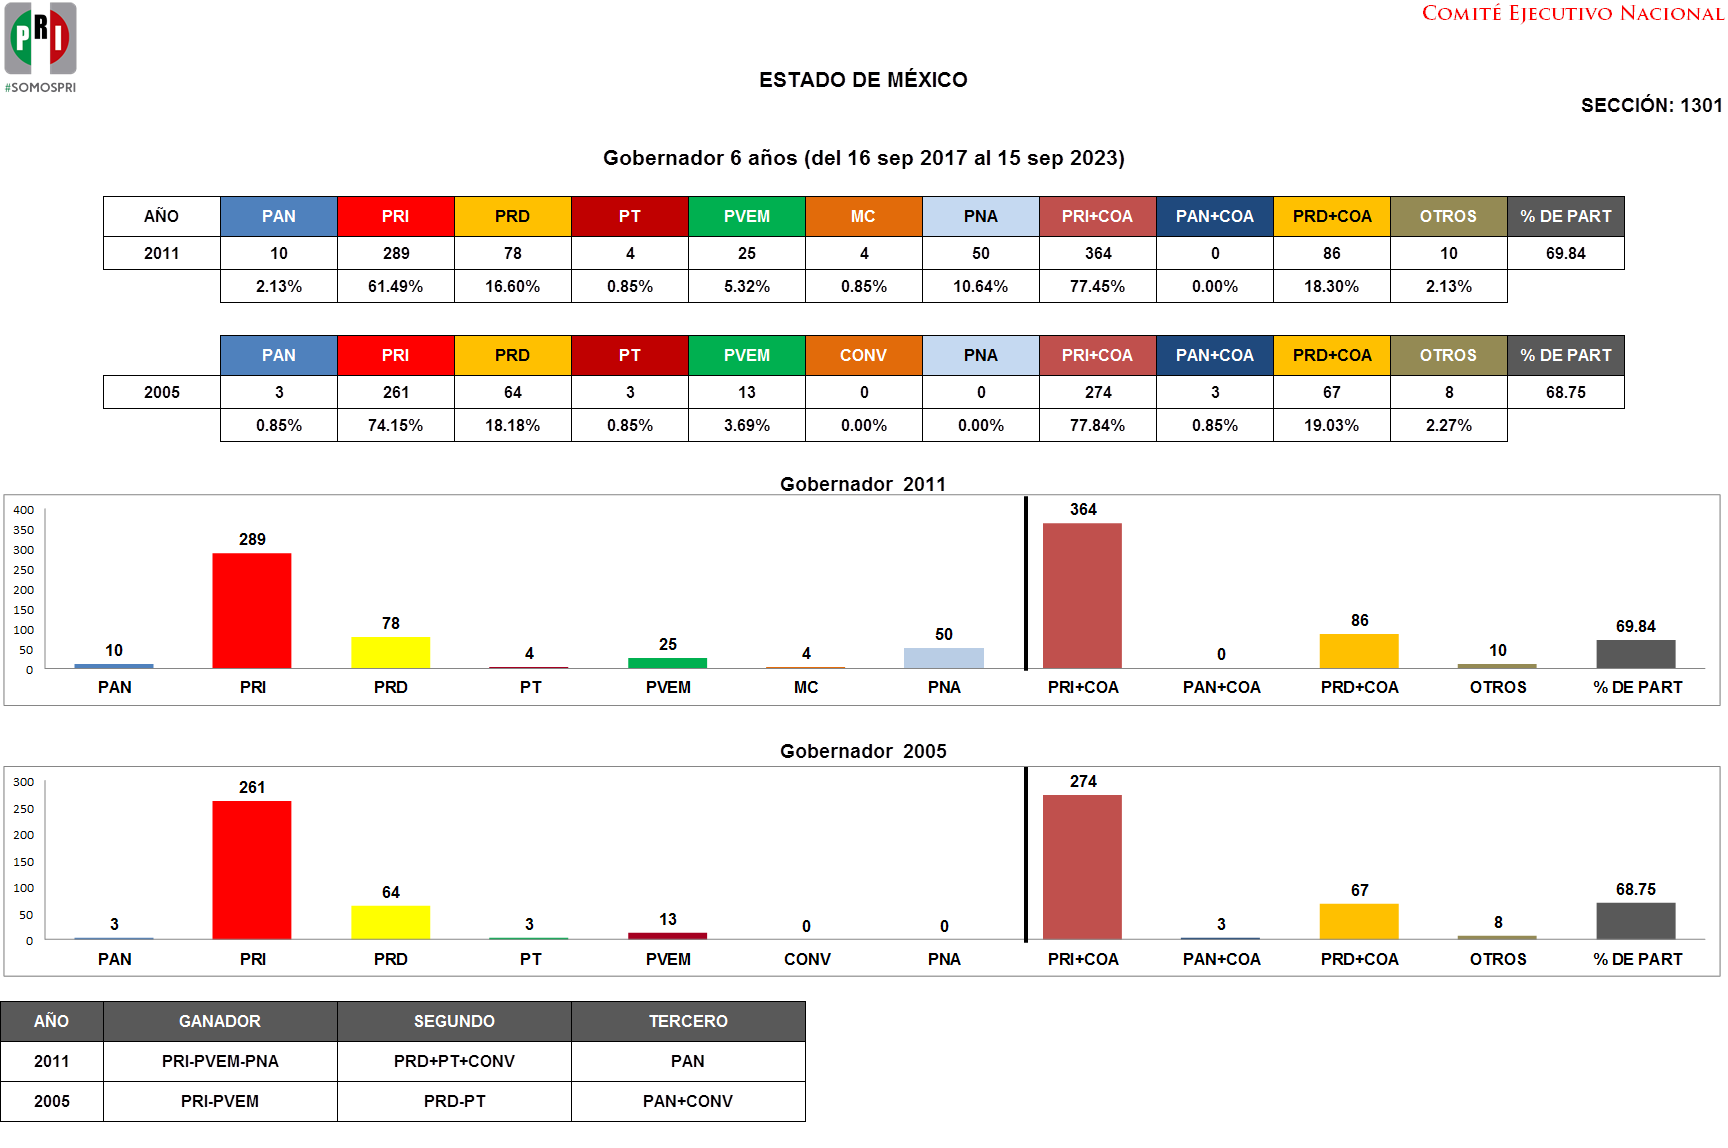 PRI
#SOMOSPRI
COMITÉ EJECUTIVO NACIONAL
ESTADO DE MÉXICO
SECCIÓN: 1301
Gobernador 6 años (del 16 sep 2017 al 15 sep 2023)
AÑO PAN PRI PRD PT PVEM MC PNA PRI+COA PAN+COA PRD+COA OTROS % DE PART
2011 10 289 78 4 25 4 50 364 0 86 10 69.84
2.13% 61.49% 16.60% 0.85% 5.32% 0.85% 10.64% 77.45% 0.00% 18.30% 2.13%
PAN PRI PRD PT PVEM CONV PNA PRI+COA PAN+COA PRD+COA OTROS % DE PART
2005 3 261 64 3 13 0 0 274 3 67 8 68.75
0.85% 74.15% 18.18% 0.85% 3.69% 0.00% 0.00% 77.84% 0.85% 19.03% 2.27%
Gobernador 2011
400
350
300
250
200
150
100
50
0
10 289 78 4 25 4 50 364 0 86 10 69.84
PAN PRI PRD PT PVEM MC PNA PRI+COA PAN+COA PRD+COA OTROS % DE PART
Gobernador 2005
300
250
200
150
100
50
0
3 261 64 3 13 0 0 274 3 67 8 68.75
PAN PRI PRD PT PVEM CONV PNA PRI+COA PAN+COA PRD+COA OTROS % DE PART
AÑO GANADOR SEGUNDO TERCERO
2011 PRI-PVEM-PNA PRD+PT+CONV PAN
2005 PRI-PVEM PRD-PT PAN+CONV